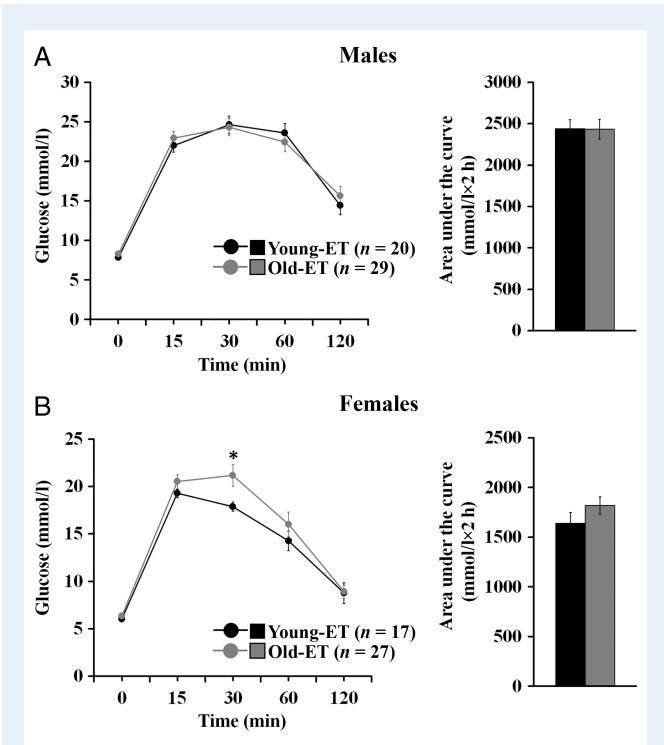 A
Males
Glucose (mmol/l)
30
25
20
15
10
5
0
0 15 30 60 120
Time (min)
Young-ET (n = 20)
Old-ET (n = 29)
Area under the curve
(mmol/l×2 h)
3000
2500
2000
1500
1000
500
0
B
Females
Glucose (mmol/l)
25
20
15
10
5
0
*
0 15 30 60 120
Time (min)
Young-ET (n = 17)
Old-ET (n = 27)
Area under the curve
(mmol/l×2 h)
2500
2000
1500
1000
500
0